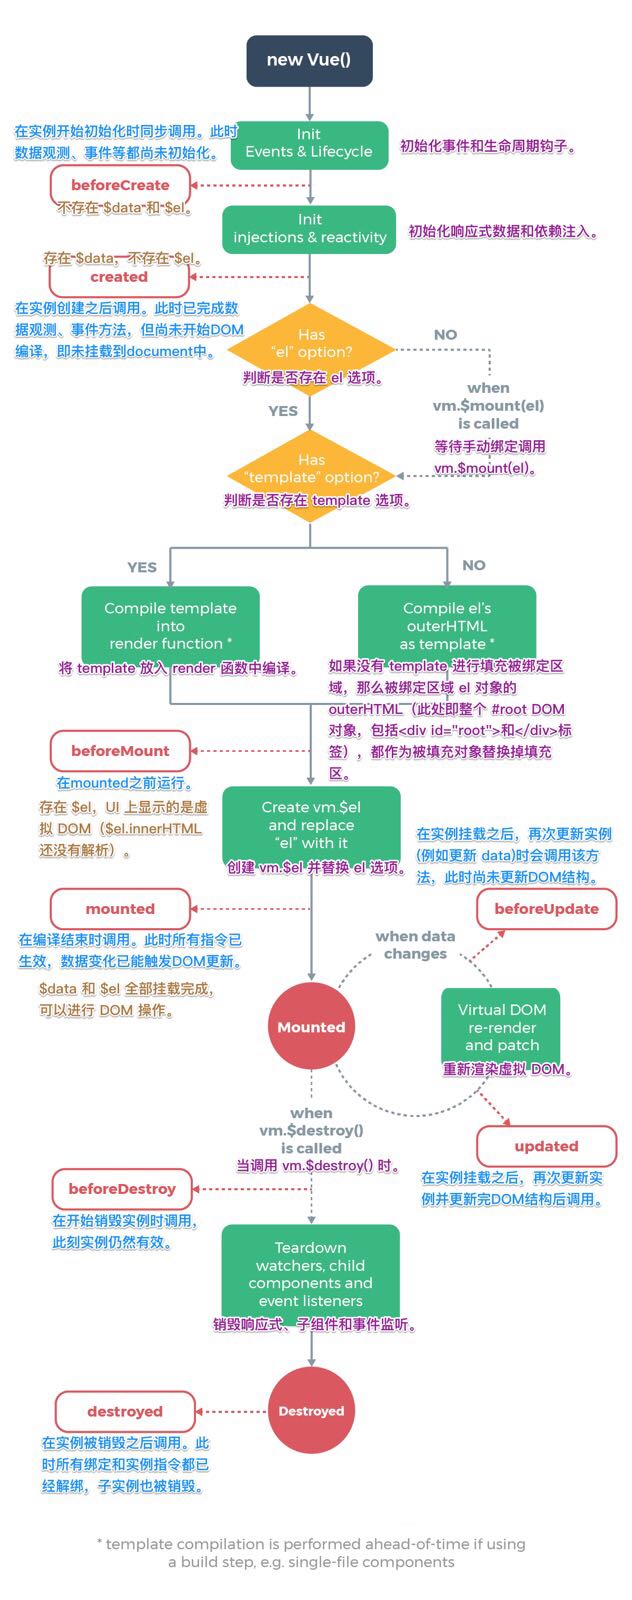 new Vue()
在实例开始初始化时同步调用。此时
数据观测、事件等都尚未初始化。
Init
Events & Lifecycle
初始化事件和生命周期钩子。
beforeCreate
不存在 $data 和 $el。
Init
injections & reactivity
初始化响应式数据和依赖注入。
存在 $data，不存在 $el。
created
在实例创建之后调用。此时已完成数
据观测、事件方法，但尚未开始DOM
编译，即未挂载到document中。
Has
“el” option?
判断是否存在 el 选项。
NO
when
vm.$mount(el)
is called
等待手动绑定调用
vm.$mount(el)。
YES
Has
“template” option?
判断是否存在 template 选项。
YES
NO
Compile template
into
render function *
将 template 放入 render 函数中编译。
Compile el’s
outerHTML
as template *
如果没有 template 进行填充被绑定区
域，那么被绑定区域 el 对象的
outerHTML（此处即整个 #root DOM
对象，包括<div id="root">和</div>标
签），都作为被填充对象替换掉填充
区。
beforeMount
在mounted之前运行。
存在 $el，UI 上显示的是虚
拟 DOM（$el.innerHTML
还没有解析）。
Create vm.$el
and replace
“el” with it
创建 vm.$el 并替换 el 选项。
在实例挂载之后，再次更新实例
(例如更新 data)时会调用该方
法，此时尚未更新DOM结构。
beforeUpdate
mounted
在编译结束时调用。此时所有指令已
生效，数据变化已能触发DOM更新。
$data 和 $el 全部挂载完成，
可以进行 DOM 操作。
when data
changes
Mounted
Virtual DOM
re-render
and patch
重新渲染虚拟 DOM。
when
vm.$destroy()
is called
当调用 vm.$destroy() 时。
updated
在实例挂载之后，再次更新实
例并更新完DOM结构后调用。
beforeDestroy
在开始销毁实例时调用，
此刻实例仍然有效。
Teardown
watchers, child
components and
event listeners
销毁响应式、子组件和事件监听。
destroyed
Destroyed
在实例被销毁之后调用。此
时所有绑定和实例指令都已
经解绑，子实例也被销毁。
* template compilation is performed ahead-of-time if using
a build step, e.g. single-file components